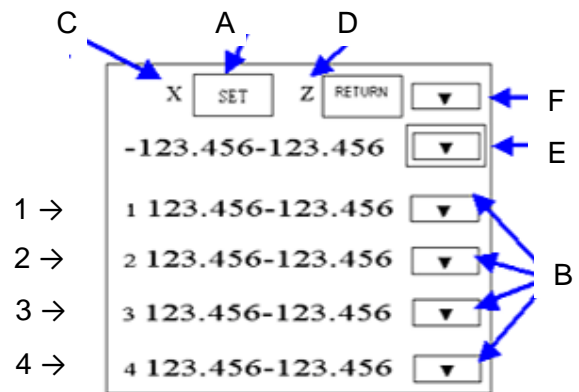 C A D
X SET Z RETURN ▼ F
-123.456-123.456 ▼ E
1 → 1 123.456-123.456 ▼
2 → 2 123.456-123.456 ▼ B
3 → 3 123.456-123.456 ▼
4 → 4 123.456-123.456 ▼